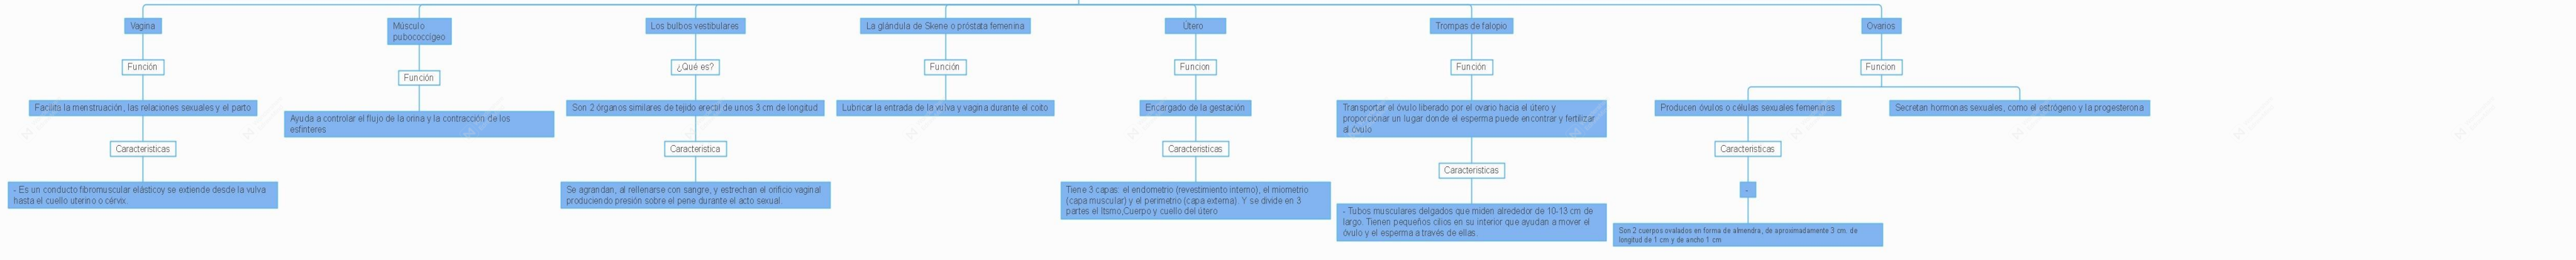 Vagina
Función
Facilita la menstruación, las relaciones sexuales y el parto
Caracteristicas
- Es un conducto fibromuscular elásticoy se extiende desde la vulva
hasta el cuello uterino o cérvix.
Músculo
pubococcígeo
Función
Ayuda a controlar el flujo de la orina y la contracción de los
esfínteres
Los bulbos vestibulares
¿Qué es?
Son 2 órganos similares de tejido erectil de unos 3 cm de longitud
Caracteristica
Se agrandan, al rellenarse con sangre, y estrechan el orificio vaginal
produciendo presión sobre el pene durante el acto sexual.
La glándula de Skene o próstata femenina
Función
Lubricar la entrada de la vulva y vagina durante el coito
Útero
Funcion
Encargado de la gestación
Caracteristicas
Tiene 3 capas: el endometrio (revestimiento interno), el miometrio
(capa muscular) y el perimetrio (capa externa). Y se divide en 3
partes el Itsmo,Cuerpo y cuello del útero
Trompas de falopio
Función
Transportar el óvulo liberado por el ovario hacia el útero y
proporcionar un lugar donde el esperma puede encontrar y fertilizar
al óvulo
Caracteristicas
- Tubos musculares delgados que miden alrededor de 10-13 cm de
largo. Tienen pequeños cilios en su interior que ayudan a mover el
óvulo y el esperma a través de ellas.
Ovarios
Funcion
Producen óvulos o células sexuales femeninas
Caracteristicas
-
Son 2 cuerpos ovalados en forma de almendra, de aproximadamente 3 cm. de
longitud de 1 cm y de ancho 1 cm
Secretan hormonas sexuales, como el estrógeno y la progesterona